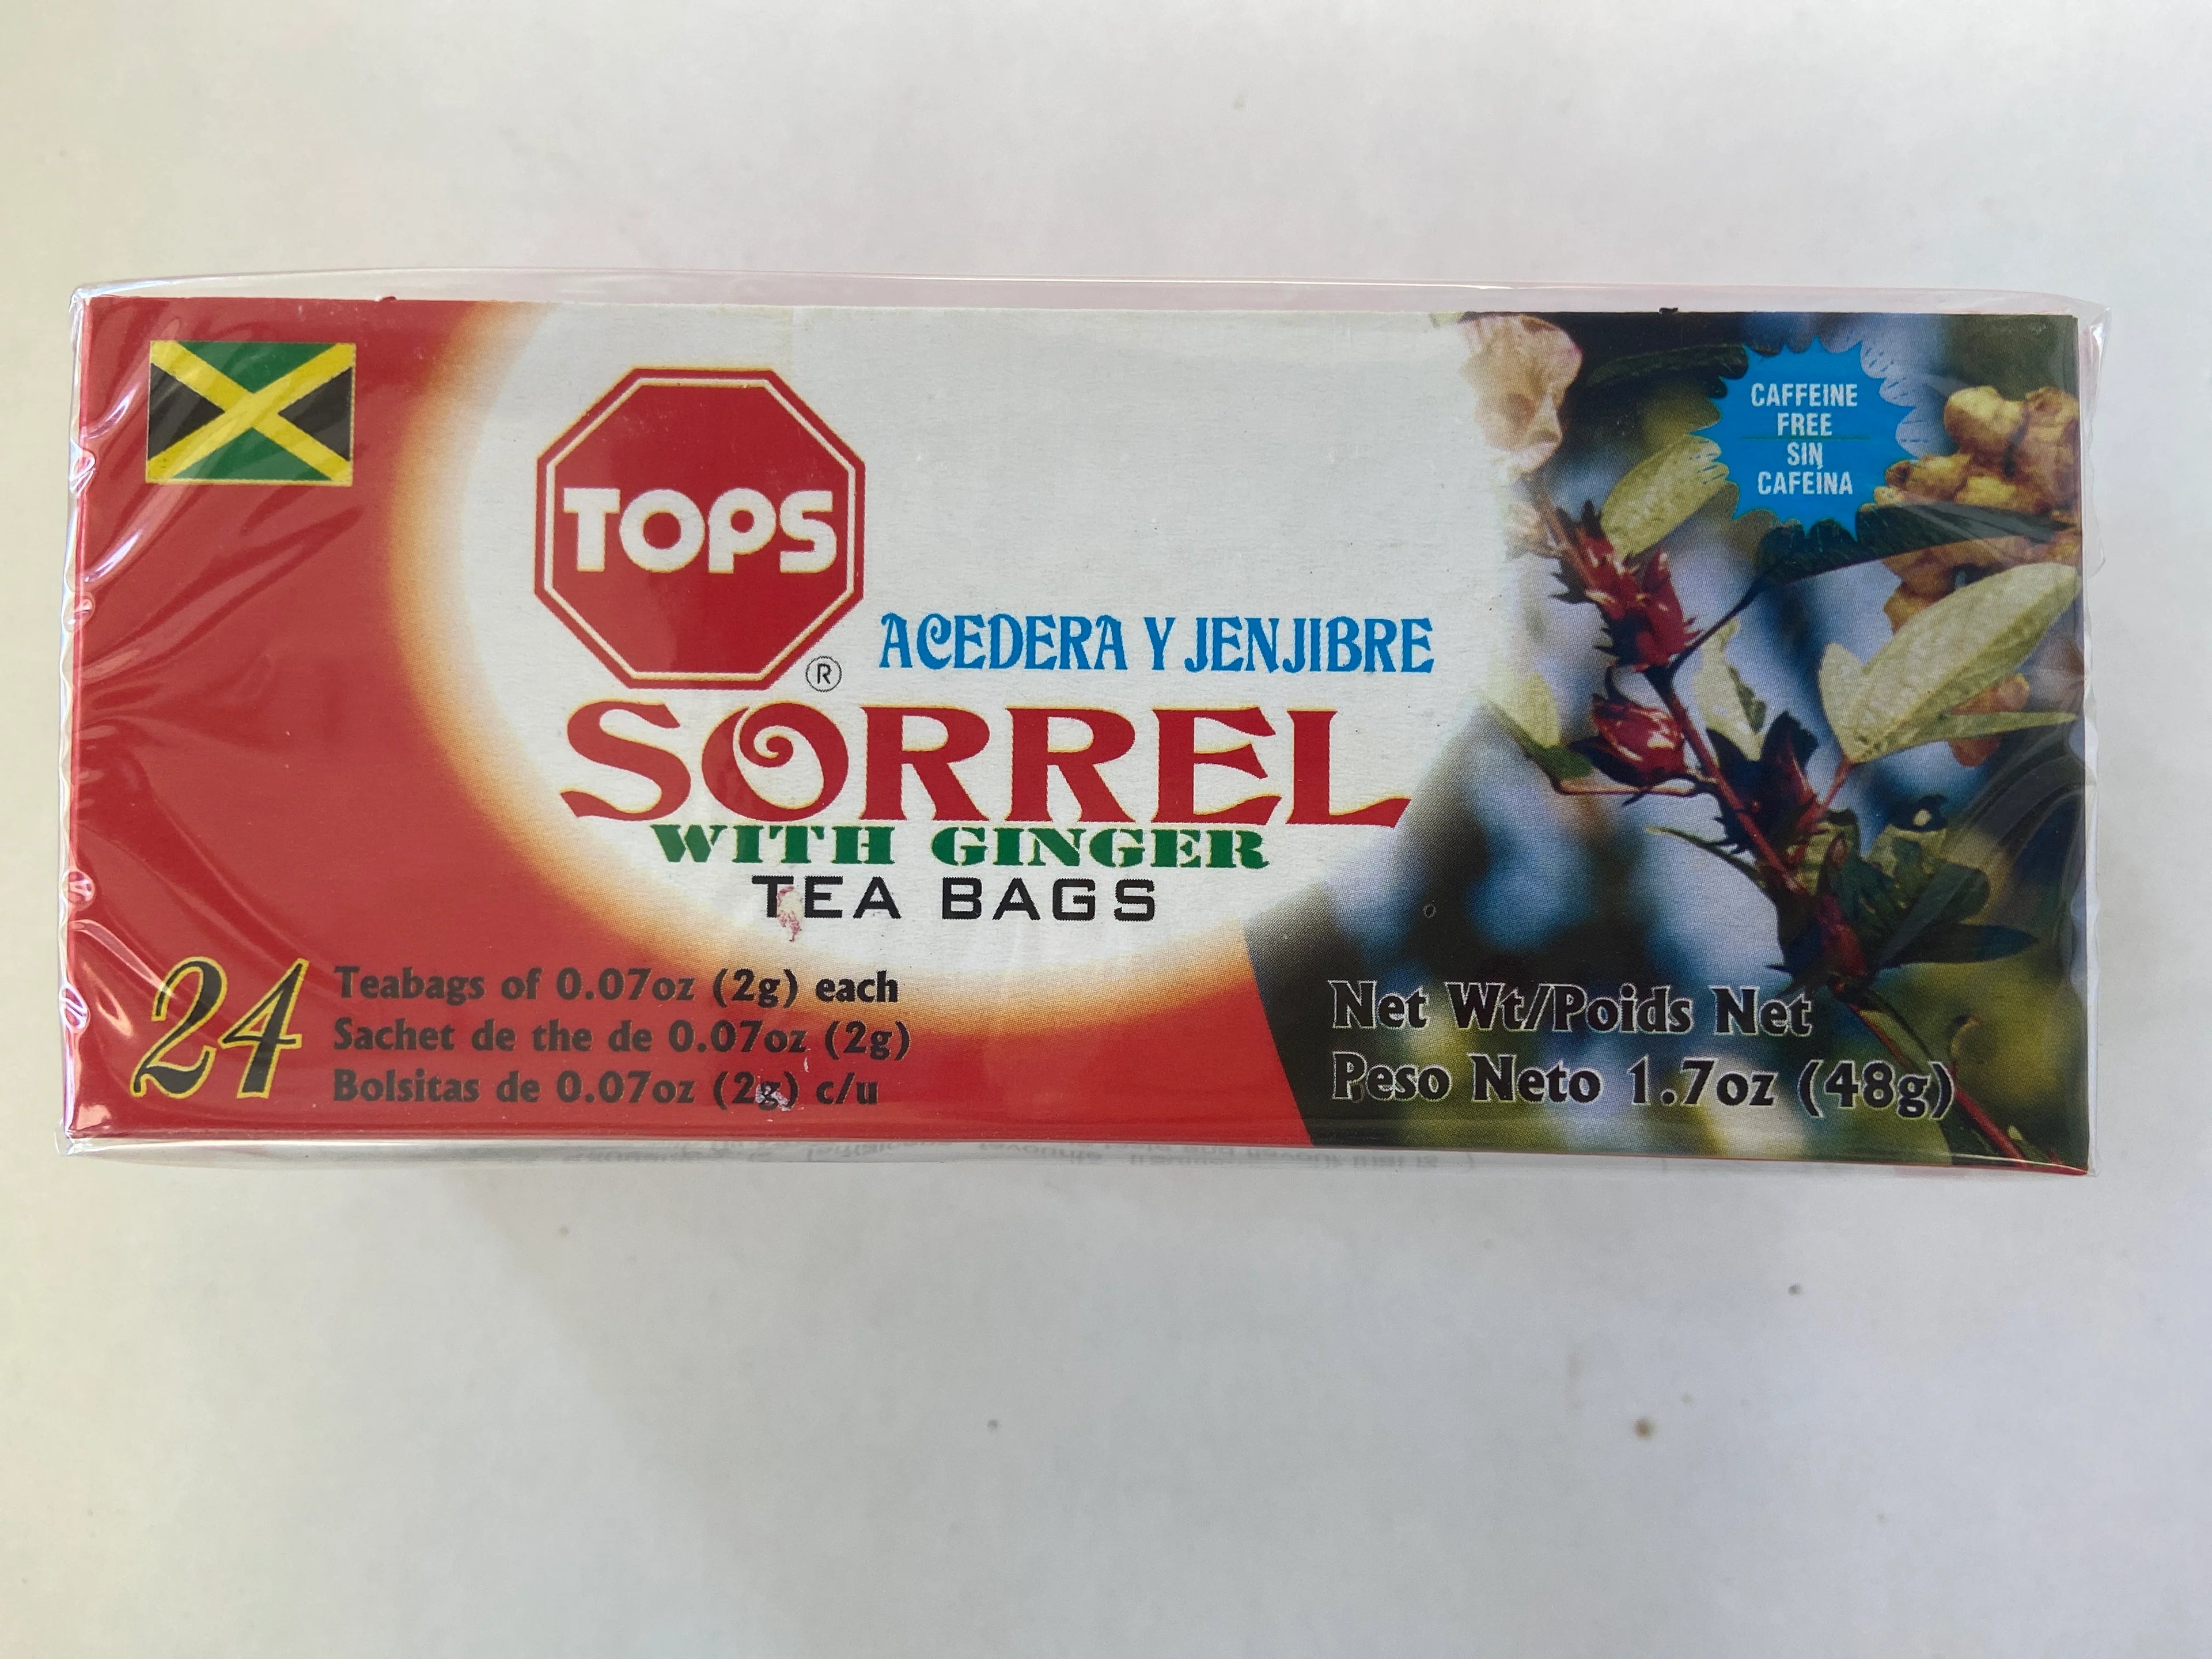 TOPS
®
ACEDERA Y JENJIBRE
SORREL
WITH GINGER
TEA BAGS
CAFFEINE
FREE
SIN
CAFEÍNA
24
Teabags of 0.07oz (2g) each
Sachet de the de 0.07oz (2g)
Bolsitas de 0.07oz (2g) c/u
Net Wt/Poids Net
Peso Neto 1.7oz (48g)